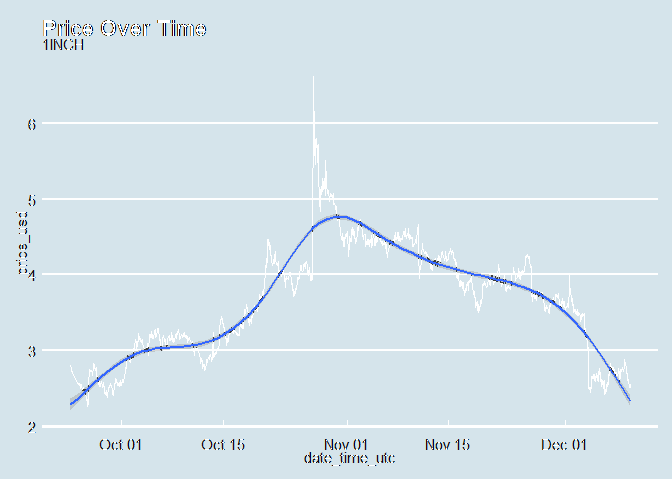 Price Over Time
1INCH
6
5
4
3
2
price_usd
Oct 01 Oct 15 Nov 01 Nov 15 Dec 01
date_time_utc